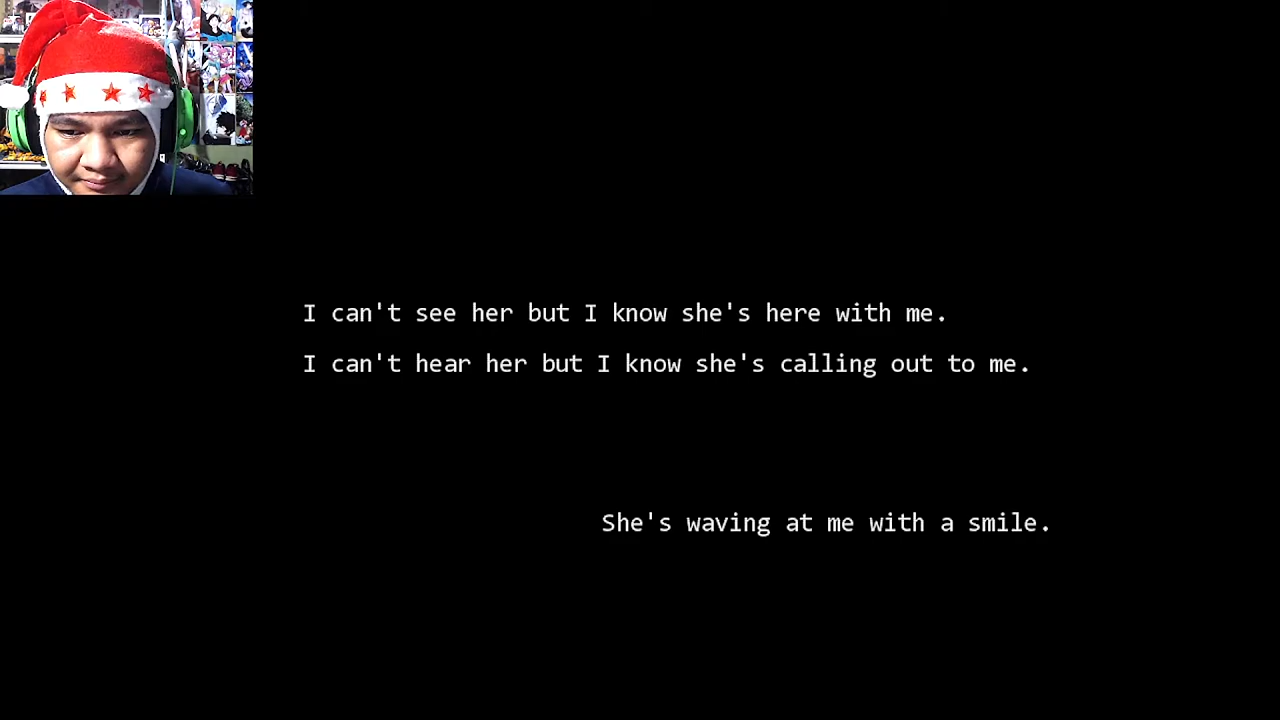 I can't see her but I know she's here with me.
I can't hear her but I know she's calling out to me.
She's waving at me with a smile.